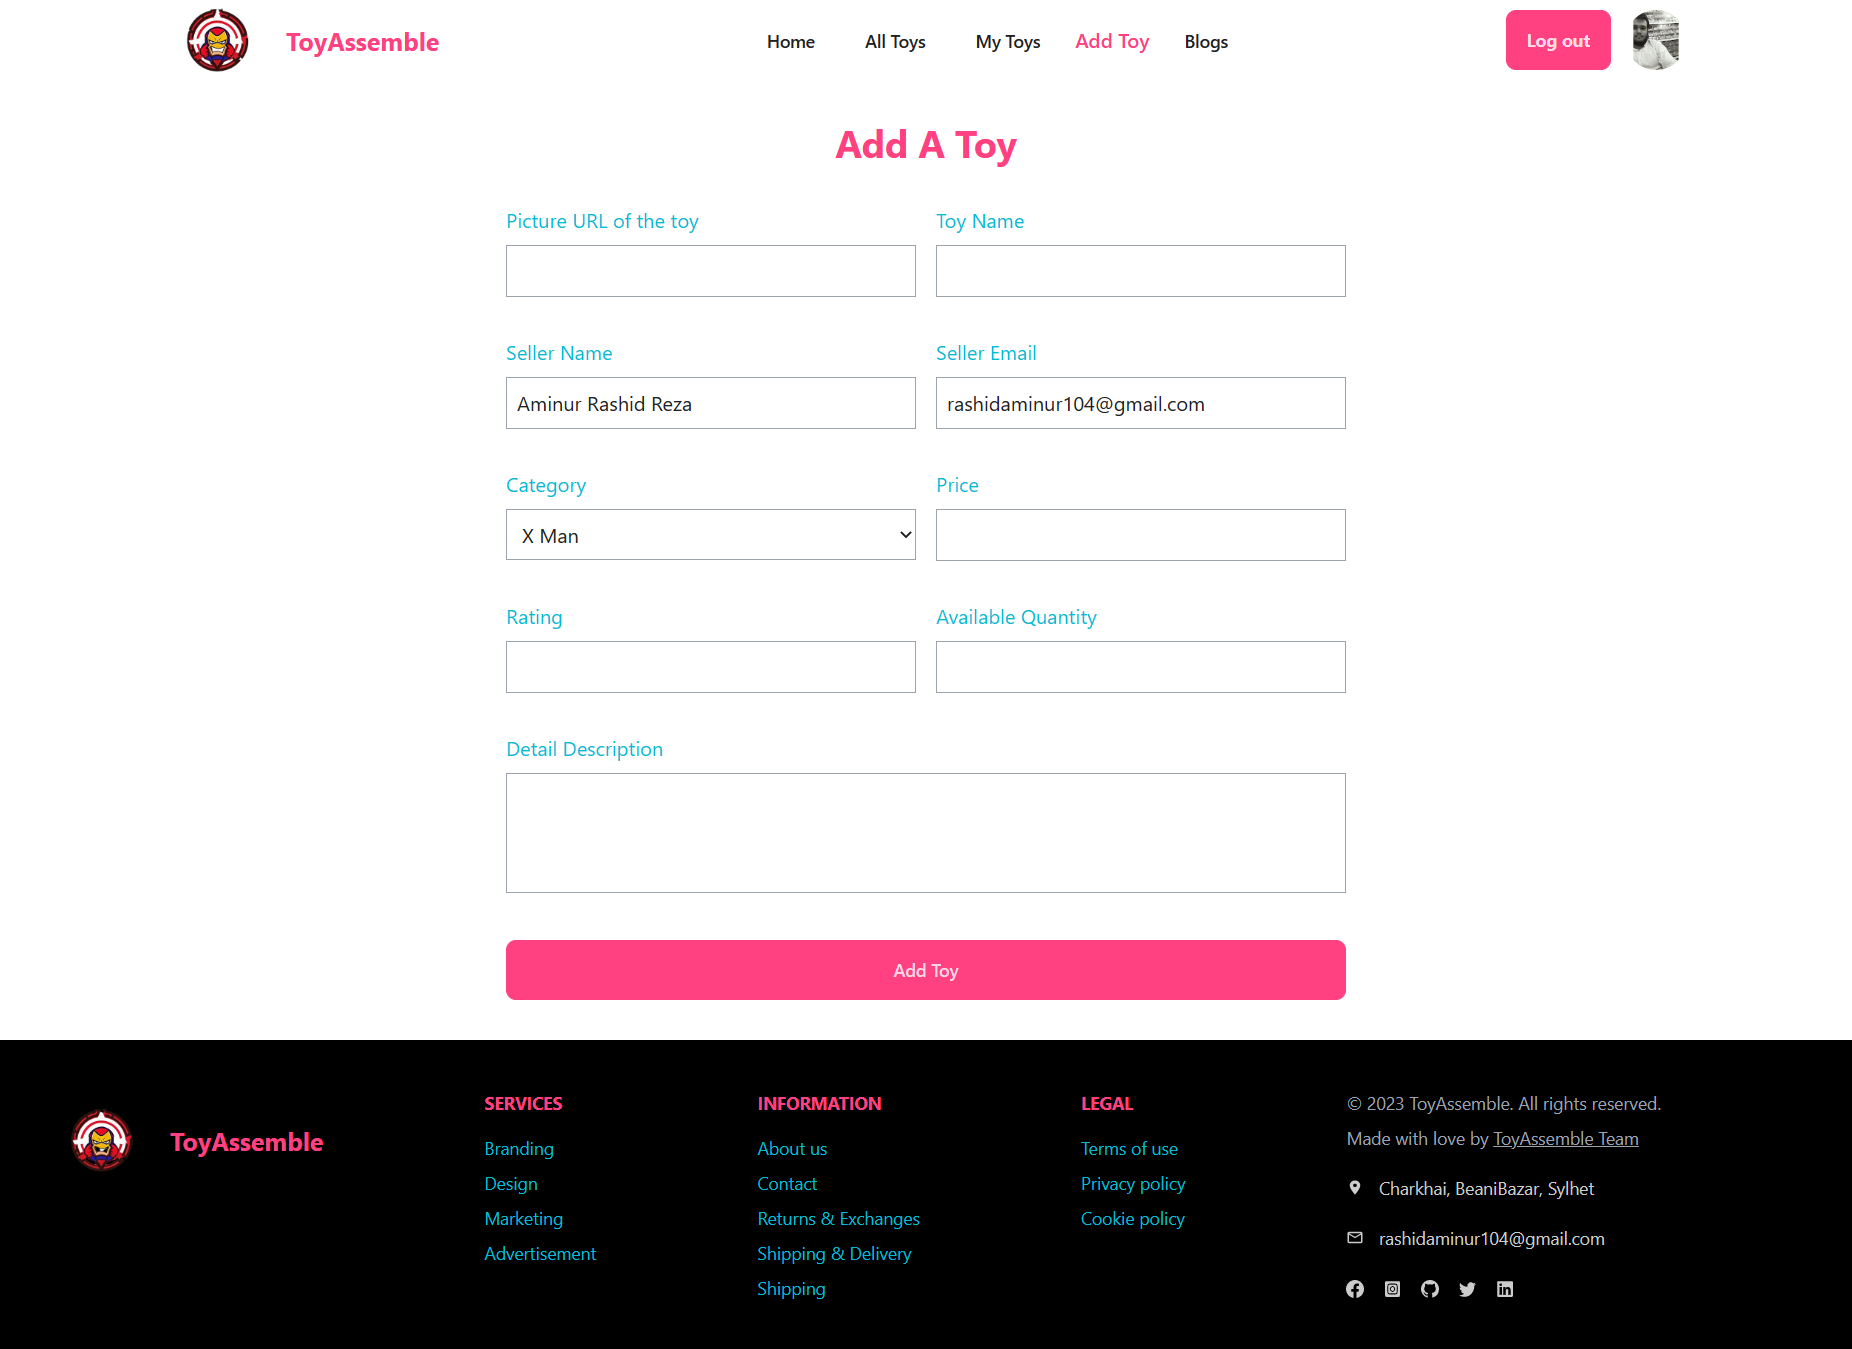 ToyAssemble
Home All Toys My Toys Add Toy Blogs
Log out
Add A Toy
Picture URL of the toy Toy Name
Seller Name Seller Email
Aminur Rashid Reza rashidaminur104@gmail.com
Category Price
X Man
Rating Available Quantity
Detail Description
Add Toy
ToyAssemble
SERVICES
Branding
Design
Marketing
Advertisement
INFORMATION
About us
Contact
Returns & Exchanges
Shipping & Delivery
Shipping
LEGAL
Terms of use
Privacy policy
Cookie policy
© 2023 ToyAssemble. All rights reserved.
Made with love by ToyAssemble Team
Charkhai, BeaniBazar, Sylhet
rashidaminur104@gmail.com